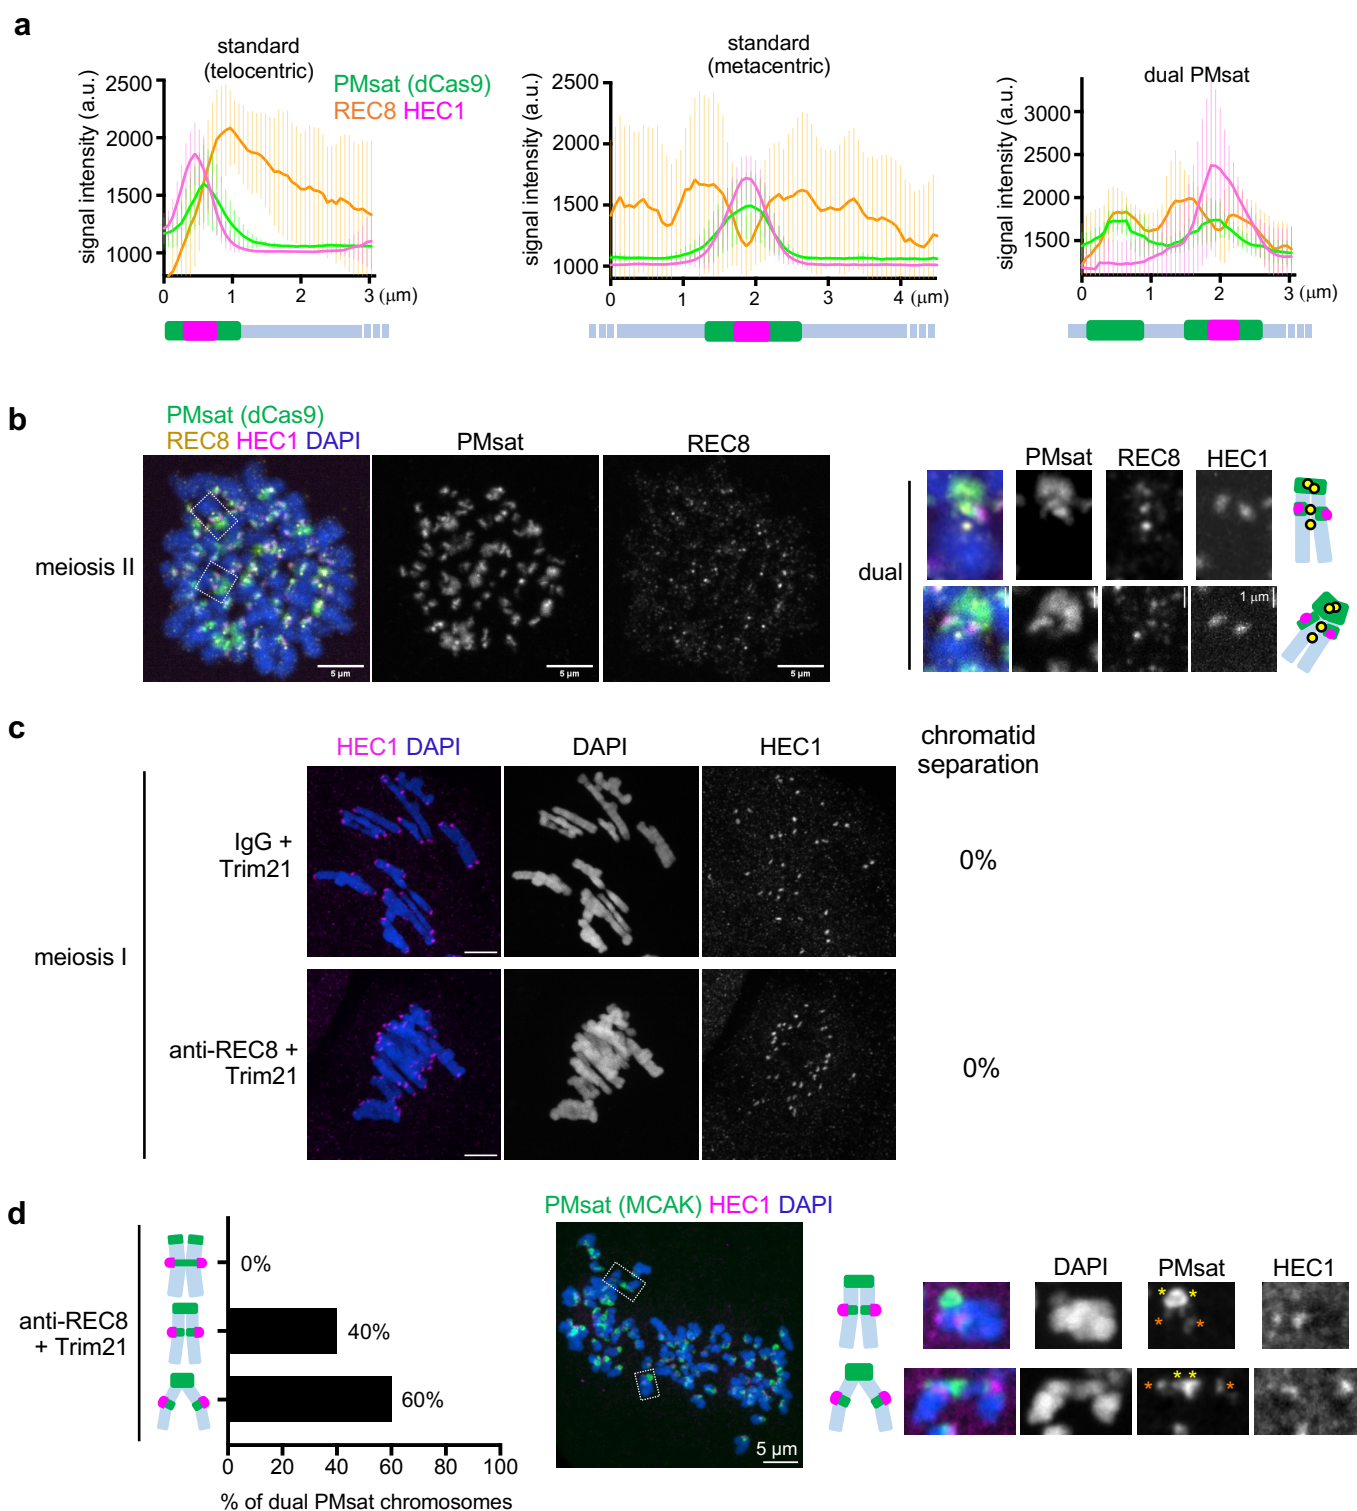 a
standard
(telocentric)
PMsat (dCas9)
REC8 HEC1
signal intensity (a.u.)
2500
2000
1500
1000
0
1
2
3 (μm)
standard
(metacentric)
signal intensity (a.u.)
2500
2000
1500
1000
0
1
2
3
4 (μm)
dual PMsat
signal intensity (a.u.)
3000
2500
2000
1500
0
1
2
3 (μm)
b
PMsat (dCas9)
REC8 HEC1 DAPI
PMsat
REC8
meiosis II
5 μm
5 μm
5 μm
PMsat
REC8
HEC1
dual
1 μm
c
HEC1 DAPI
DAPI
HEC1
chromatid
separation
meiosis I
IgG +
Trim21
0%
anti-REC8 +
Trim21
0%
d
anti-REC8
+ Trim21
0%
40%
60%
0
20
40
60
80
100
% of dual PMsat chromosomes
PMsat (MCAK) HEC1 DAPI
5 μm
DAPI
PMsat
HEC1
* *
* *
* *
* *